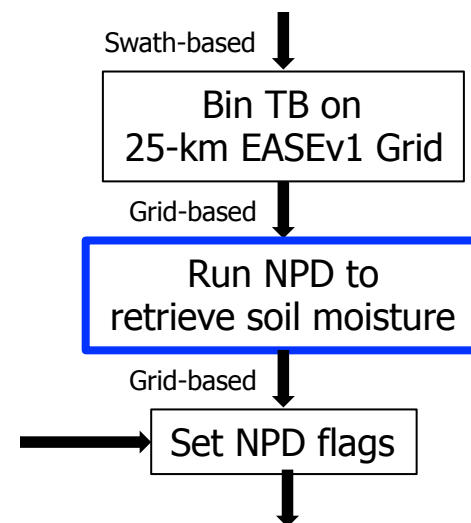 Swath-based
Bin TB on
25-km EASEv1 Grid
Grid-based
Run NPD to
retrieve soil moisture
Grid-based
Set NPD flags